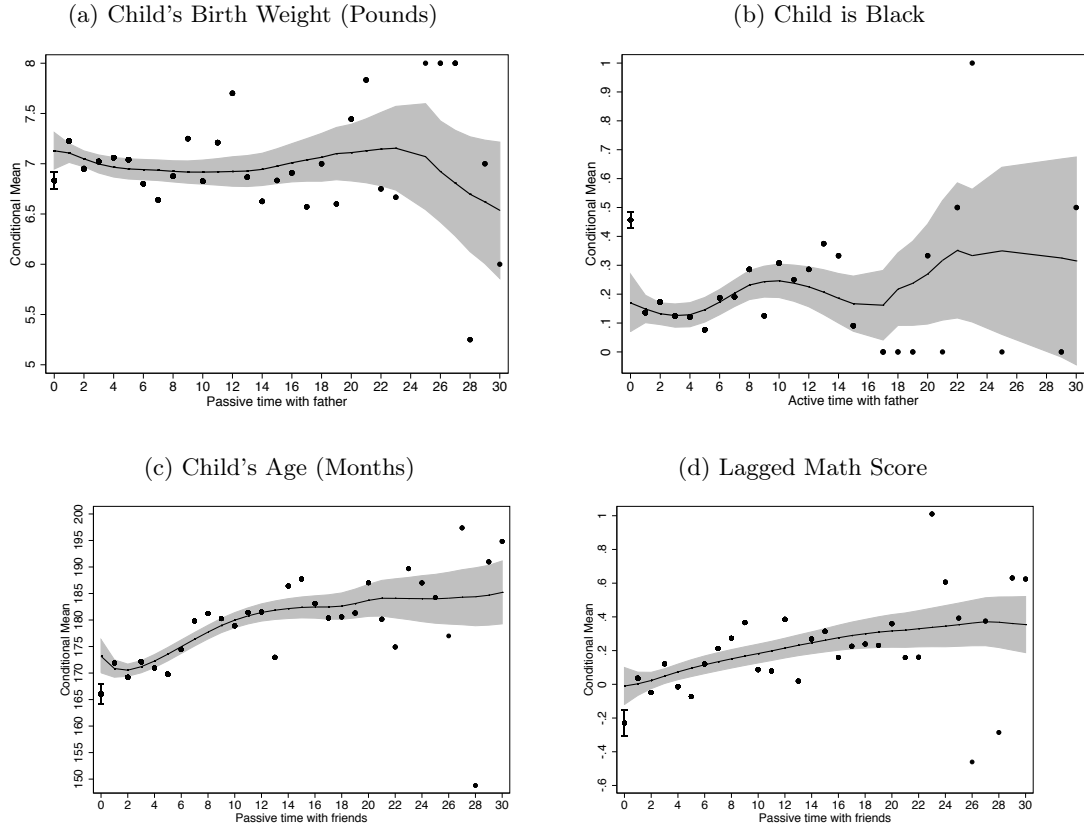 (a) Child's Birth Weight (Pounds)
Conditional Mean
8
7.5
7
6.5
6
5.5
5
0 2 4 6 8 10 12 14 16 18 20 22 24 26 28 30
Passive time with father
(b) Child is Black
Conditional Mean
1
.9
.8
.7
.6
.5
.4
.3
.2
.1
0
0 2 4 6 8 10 12 14 16 18 20 22 24 26 28 30
Active time with father
(c) Child's Age (Months)
Conditional Mean
200
195
190
185
180
175
170
165
160
155
150
0 2 4 6 8 10 12 14 16 18 20 22 24 26 28 30
Passive time with friends
(d) Lagged Math Score
Conditional Mean
1
.8
.6
.4
.2
0
-.2
-.4
-.6
0 2 4 6 8 10 12 14 16 18 20 22 24 26 28 30
Passive time with friends